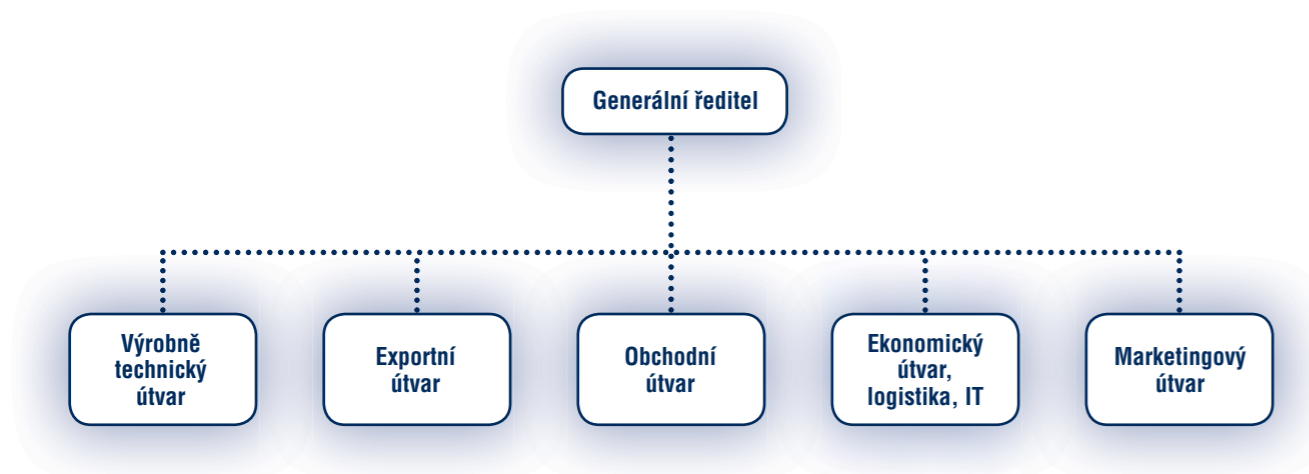 Generální ředitel
Výrobně
technický
útvar
Exportní
útvar
Obchodní
útvar
Ekonomický
útvar,
logistika, IT
Marketingový
útvar